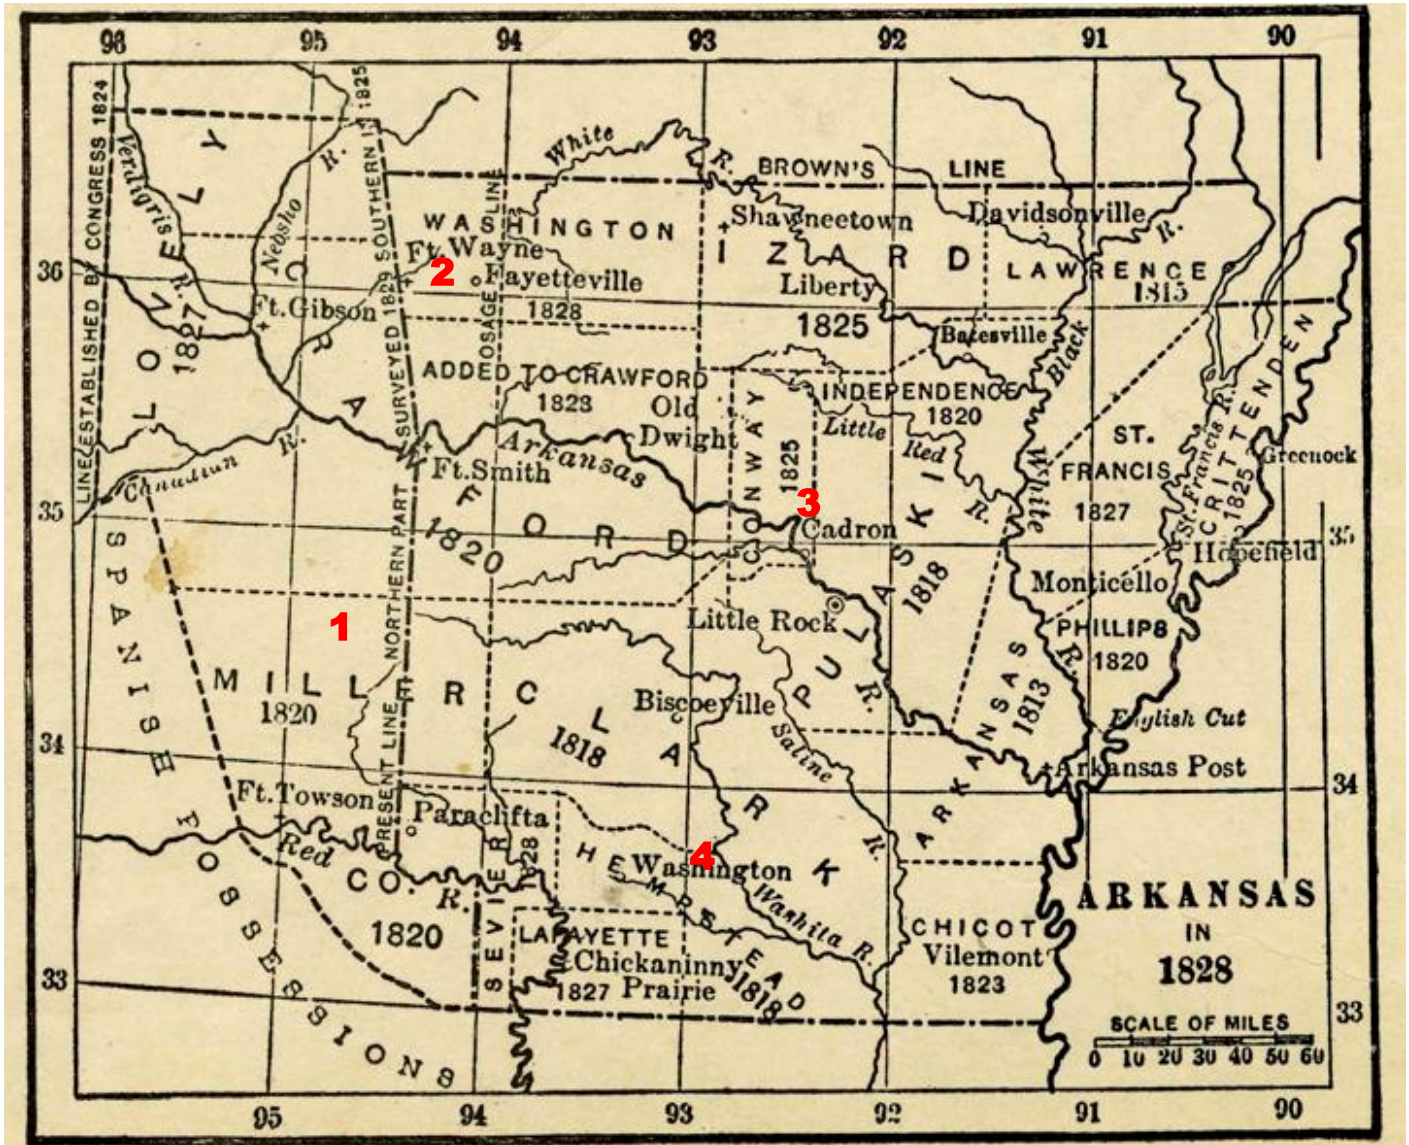 96 95 94 93 92 91 90
LINE ESTABLISHED BY CONGRESS 1824
Verdigris R.
LOVELY
1827
Neosho R.
SURVEYED 1825 SOUTHERN IN 1825
OSAGE LINE
White R.
BROWN'S LINE
WASHINGTON
Shawneetown
Davidsonville
R.
Ft. Wayne
IZARD
LAWRENCE
1815
36
2
Fayetteville
1828
Liberty
1825
Ft. Gibson
Batesville
Black
ADDED TO CRAWFORD
1823
Old
Dwight
CONWAY
1825
INDEPENDENCE
1820
Little Red R.
ST.
FRANCIS
1827
St. Francis R.
CRITTENDEN
1825
Greenock
Canadian R.
Arkansas
Ft. Smith
CRAWFORD
1820
3
Cadron
White
35
35
Hopefield
PULASKI
1818
Monticello
SPANISH POSSESSIONS
PRESENT LINE NORTHERN PART
1
Little Rock
PHILLIPS
1820
R.
MILLER
1820
CO.
1820
CLARK
1818
Biscoeville
Saline
R.
R.
ARKANSAS
1813
English Cut
34
34
Arkansas Post
Ft. Towson
Paraclifta
Red
R.
SEVIER
1828
4
HEMPSTEAD
1818
Washington
Washita R.
LAFAYETTE
1827
Chickaninny
Prairie
CHICOT
Vilemont
1823
33
33
ARKANSAS
IN
1828
SCALE OF MILES
0 10 20 30 40 50 60
95 94 93 92 91 90